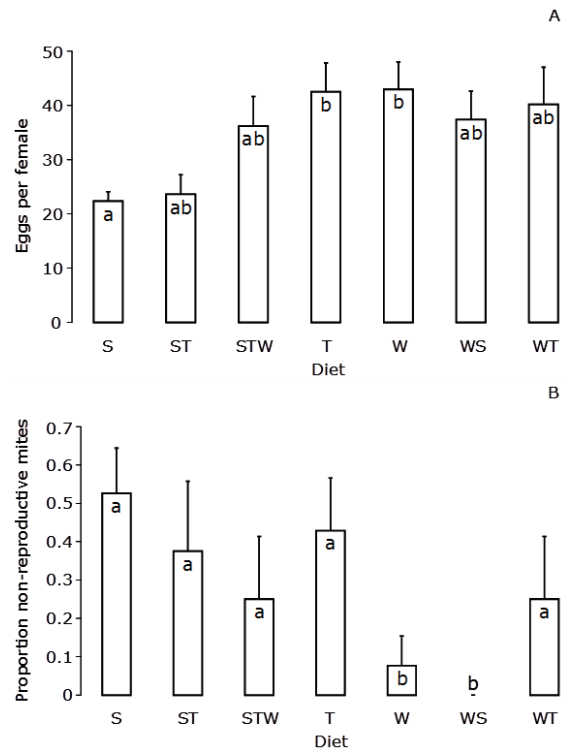 A
Eggs per female
50
40
30
20
10
0
a
ab
ab
b
b
ab
ab
S ST STW T W WS WT
Diet
B
Proportion non-reproductive mites
0.7
0.6
0.5
0.4
0.3
0.2
0.1
0
a
a
a
a
b
b
a
S ST STW T W WS WT
Diet